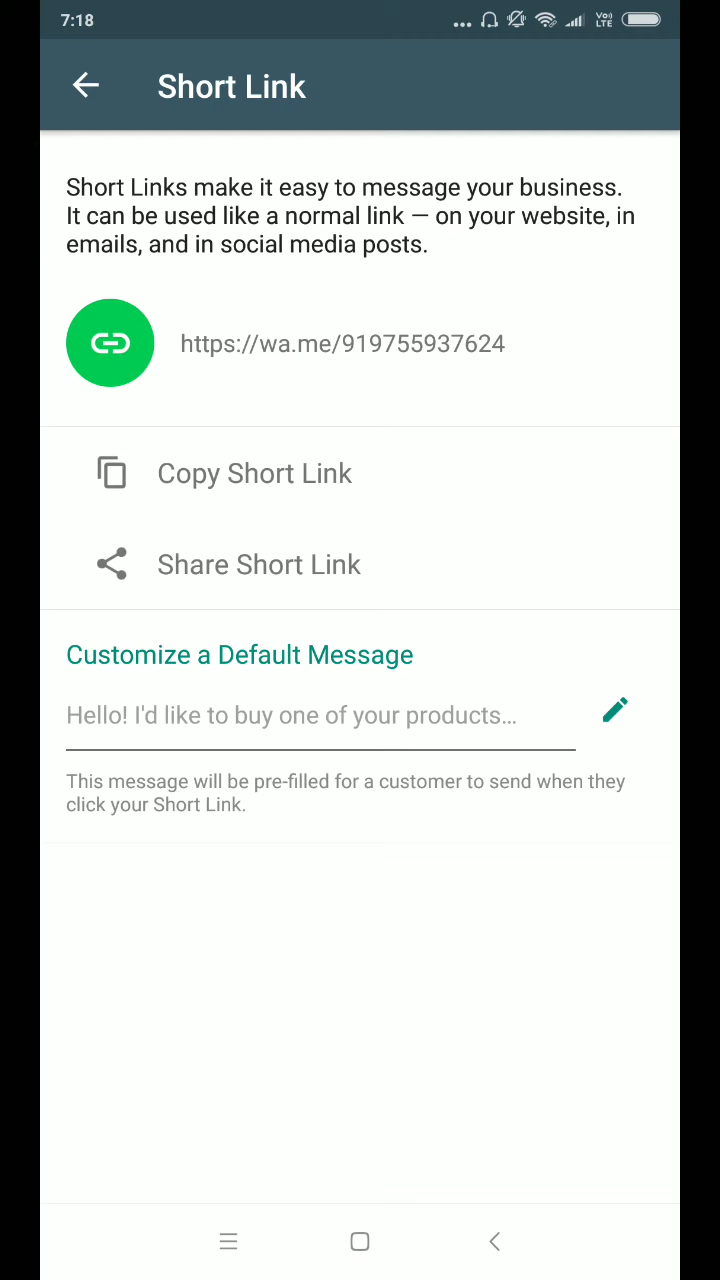 7:18
Vo))
LTE
Short Link
Short Links make it easy to message your business.
It can be used like a normal link — on your website, in
emails, and in social media posts.
https://wa.me/919755937624
Copy Short Link
Share Short Link
Customize a Default Message
Hello! I'd like to buy one of your products...
This message will be pre-filled for a customer to send when they
click your Short Link.